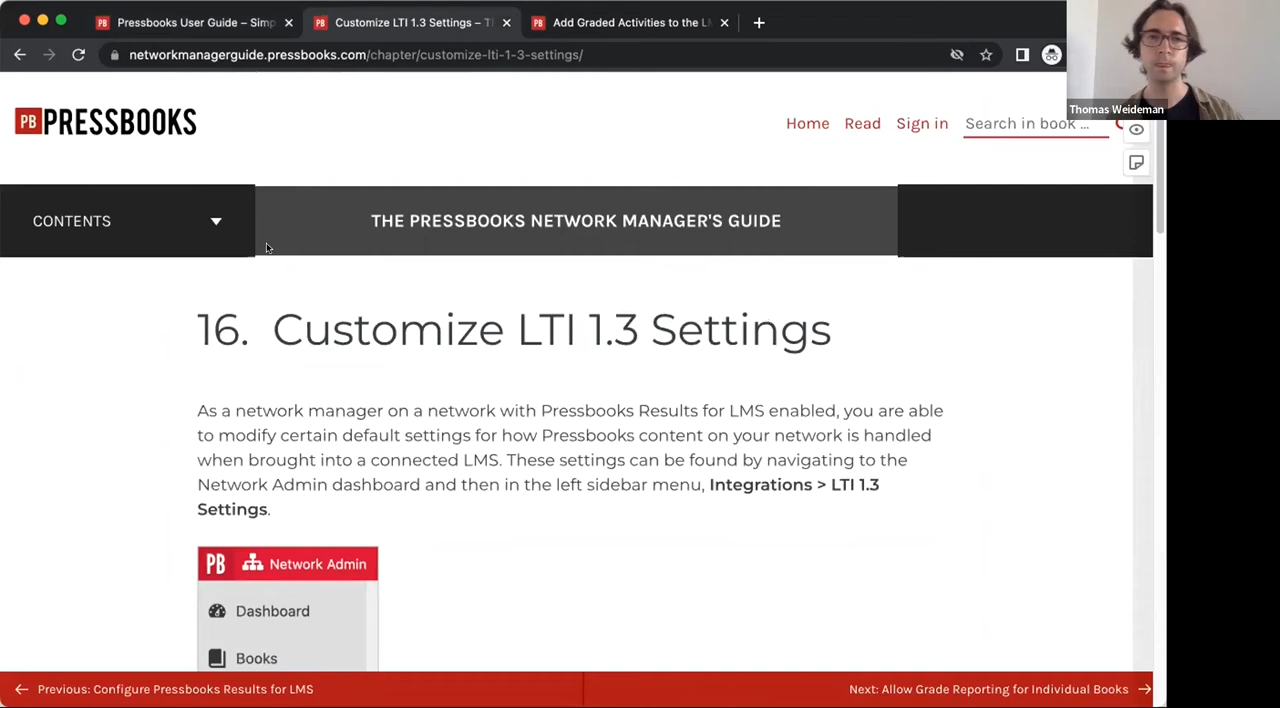 Pressbooks User Guide – Simp
Customize LTI 1.3 Settings – T
Add Graded Activities to the LM
networkmanagerguide.pressbooks.com/chapter/customize-lti-1-3-settings/
Thomas Weideman
PB PRESSBOOKS
Home Read Sign in Search in book ...
CONTENTS
THE PRESSBOOKS NETWORK MANAGER'S GUIDE
16. Customize LTI 1.3 Settings
As a network manager on a network with Pressbooks Results for LMS enabled, you are able
to modify certain default settings for how Pressbooks content on your network is handled
when brought into a connected LMS. These settings can be found by navigating to the
Network Admin dashboard and then in the left sidebar menu, Integrations > LTI 1.3
Settings.
PB Network Admin
Dashboard
Books
← Previous: Configure Pressbooks Results for LMS
Next: Allow Grade Reporting for Individual Books →